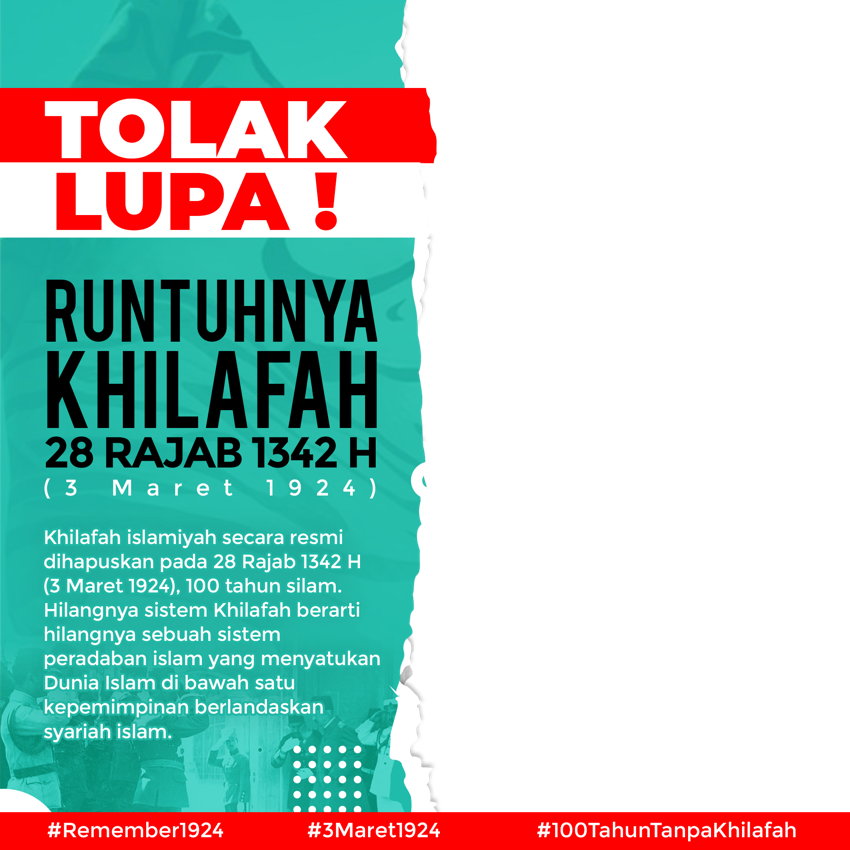 TOLAK
LUPA !
RUNTUHNYA
KHILAFAH
28 RAJAB 1342 H
(3 Maret 1924)
Khilafah islamiyah secara resmi
dihapuskan pada 28 Rajab 1342 H
(3 Maret 1924), 100 tahun silam.
Hilangnya sistem Khilafah berarti
hilangnya sebuah sistem
peradaban islam yang menyatukan
Dunia Islam di bawah satu
kepemimpinan berlandaskan
syariah islam.
#Remember1924 #3Maret1924 #100TahunTanpaKhilafah